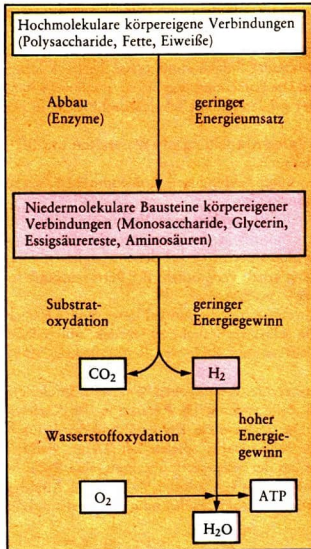 Hochmolekulare körpereigene Verbindungen
(Polysaccharide, Fette, Eiweiße)
Abbau
(Enzyme)
geringer
Energieumsatz
Niedermolekulare Bausteine körpereigener
Verbindungen (Monosaccharide, Glycerin,
Essigsäurereste, Aminosäuren)
Substrat-
oxydation
geringer
Energiegewinn
CO₂
H₂
Wasserstoffoxydation
hoher
Energie-
gewinn
O₂
ATP
H₂O